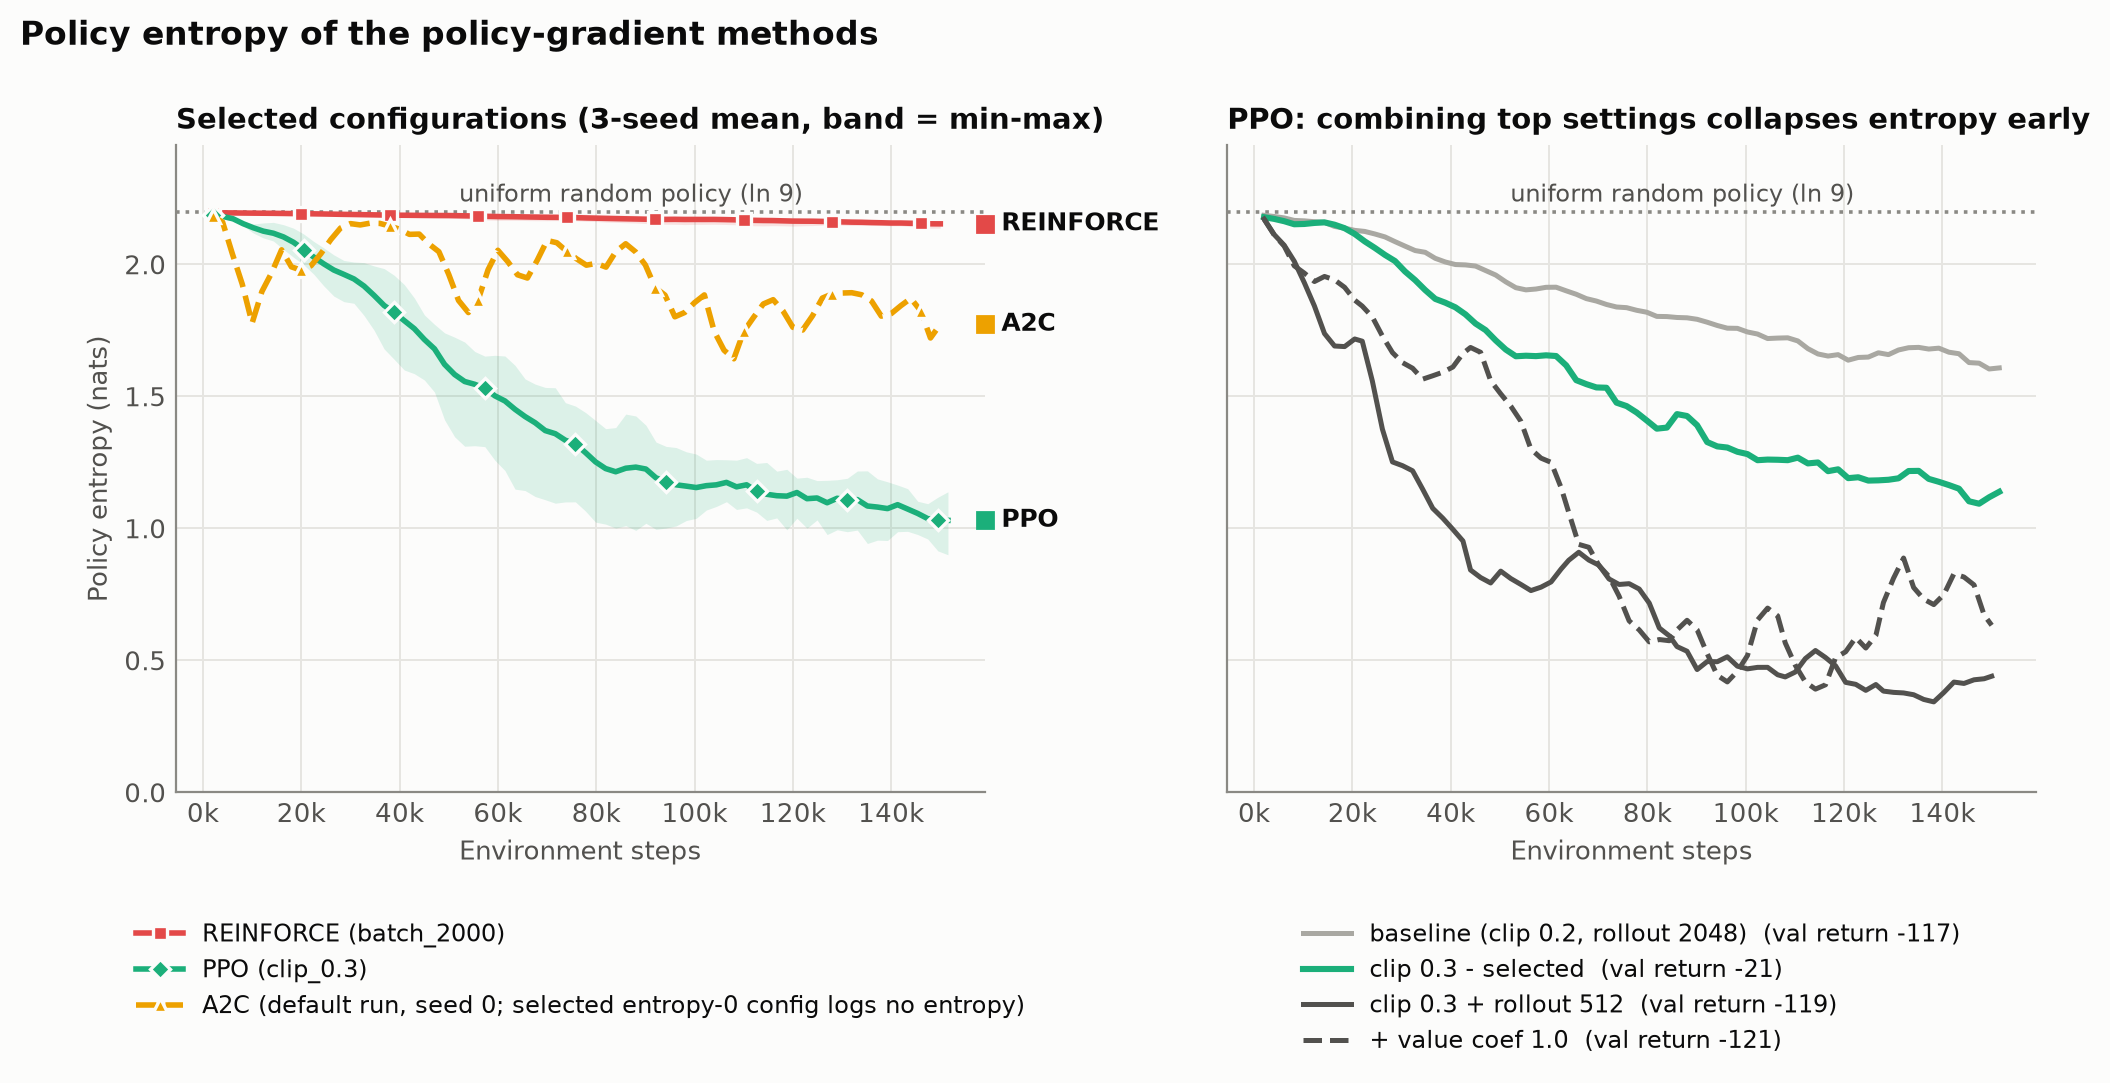 Policy entropy of the policy-gradient methods
Selected configurations (3-seed mean, band = min-max)
uniform random policy (ln 9)
REINFORCE
A2C
PPO
Policy entropy (nats)
2.0
1.5
1.0
0.5
0.0
0k 20k 40k 60k 80k 100k 120k 140k
Environment steps
REINFORCE (batch_2000)
PPO (clip_0.3)
A2C (default run, seed 0; selected entropy-0 config logs no entropy)
PPO: combining top settings collapses entropy early
uniform random policy (ln 9)
0k 20k 40k 60k 80k 100k 120k 140k
Environment steps
baseline (clip 0.2, rollout 2048) (val return -117)
clip 0.3 - selected (val return -21)
clip 0.3 + rollout 512 (val return -119)
+ value coef 1.0 (val return -121)